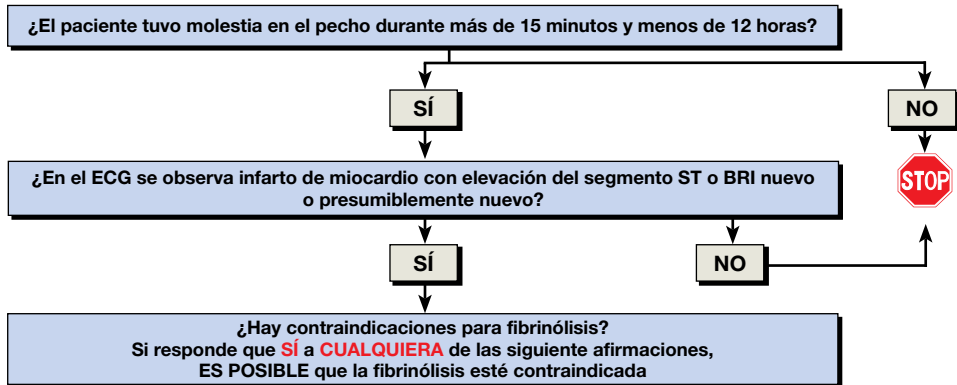 ¿El paciente tuvo molestia en el pecho durante más de 15 minutos y menos de 12 horas?
SÍ
NO
STOP
¿En el ECG se observa infarto de miocardio con elevación del segmento ST o BRI nuevo
o presumiblemente nuevo?
SÍ
NO
¿Hay contraindicaciones para fibrinólisis?
Si responde que SÍ a CUALQUIERA de las siguiente afirmaciones,
ES POSIBLE que la fibrinólisis esté contraindicada